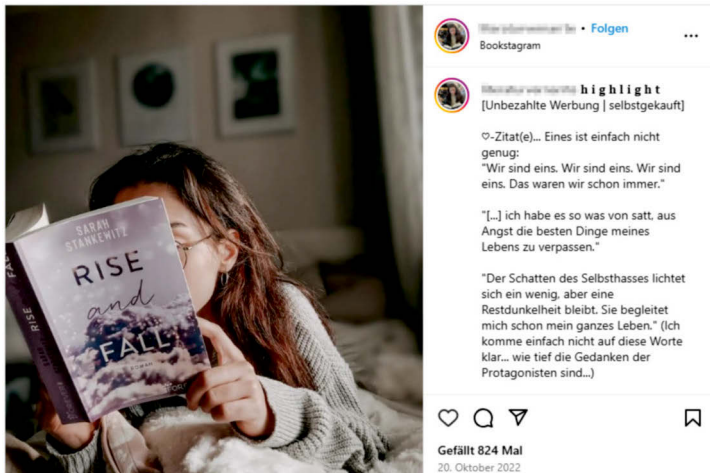 SARAH
STANKEWITZ
RISE
and
FALL
ROMAN
FALL
RISE
• Folgen
Bookstagram
highlight
[Unbezahlte Werbung | selbstgekauft]
♡-Zitat(e)... Eines ist einfach nicht
genug:
"Wir sind eins. Wir sind eins. Wir sind
eins. Das waren wir schon immer."
"[...] ich habe es so was von satt, aus
Angst die besten Dinge meines
Lebens zu verpassen."
"Der Schatten des Selbsthasses lichtet
sich ein wenig, aber eine
Restdunkelheit bleibt. Sie begleitet
mich schon mein ganzes Leben." (Ich
komme einfach nicht auf diese Worte
klar... wie tief die Gedanken der
Protagonisten sind...)
Gefällt 824 Mal
20. Oktober 2022